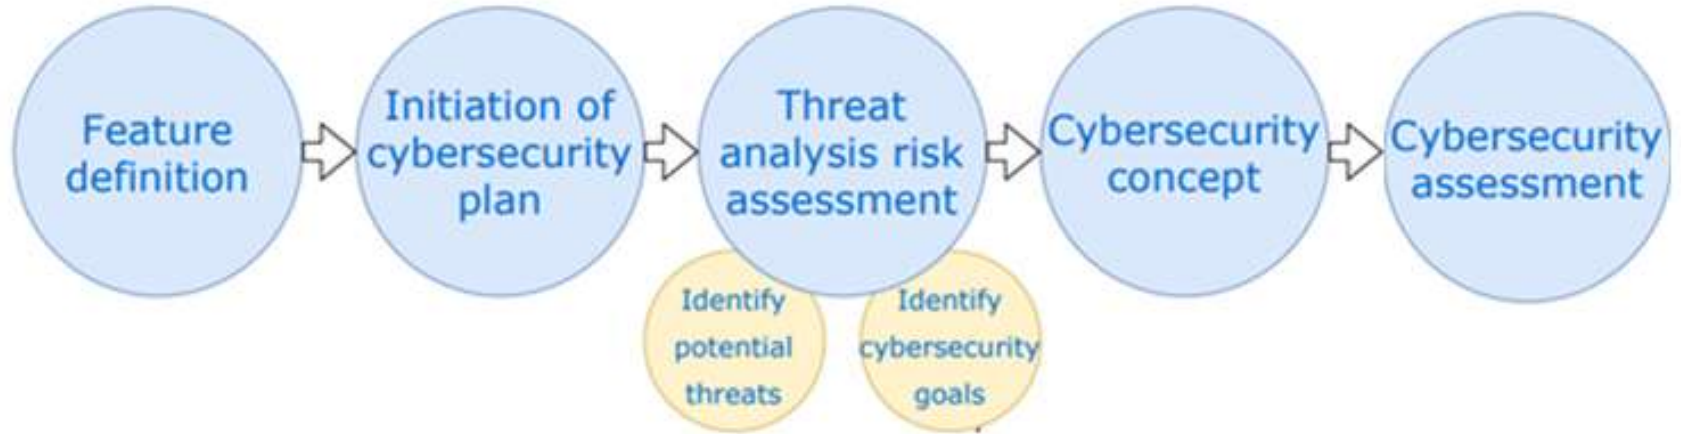 Feature
definition
Initiation of
cybersecurity
plan
Threat
analysis risk
assessment
Cybersecurity
concept
Cybersecurity
assessment
Identify
potential
threats
Identify
cybersecurity
goals